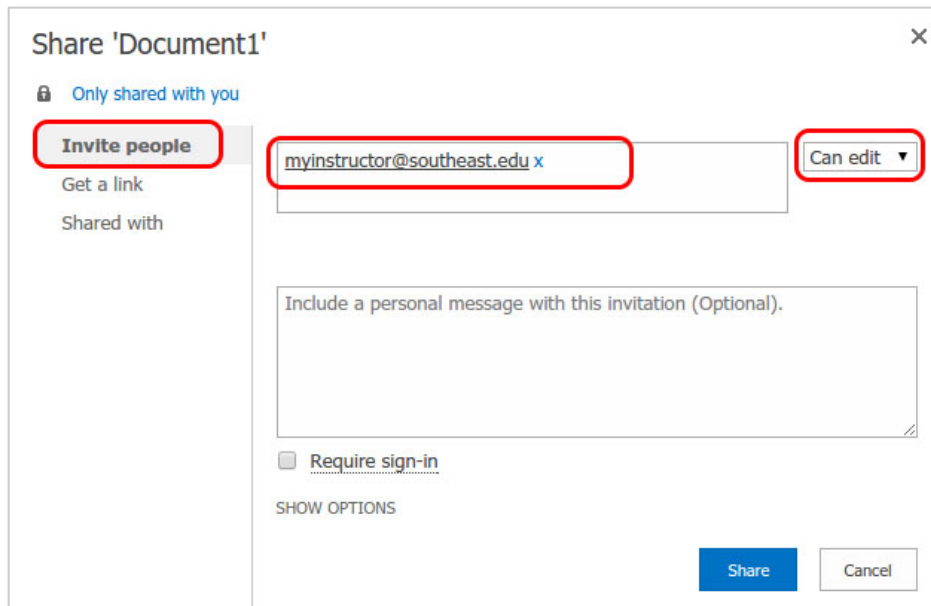 Share 'Document1'
Only shared with you
Invite people
Get a link
Shared with
myinstructor@southeast.edu x
Can edit
Include a personal message with this invitation (Optional).
Require sign-in
SHOW OPTIONS
Share
Cancel